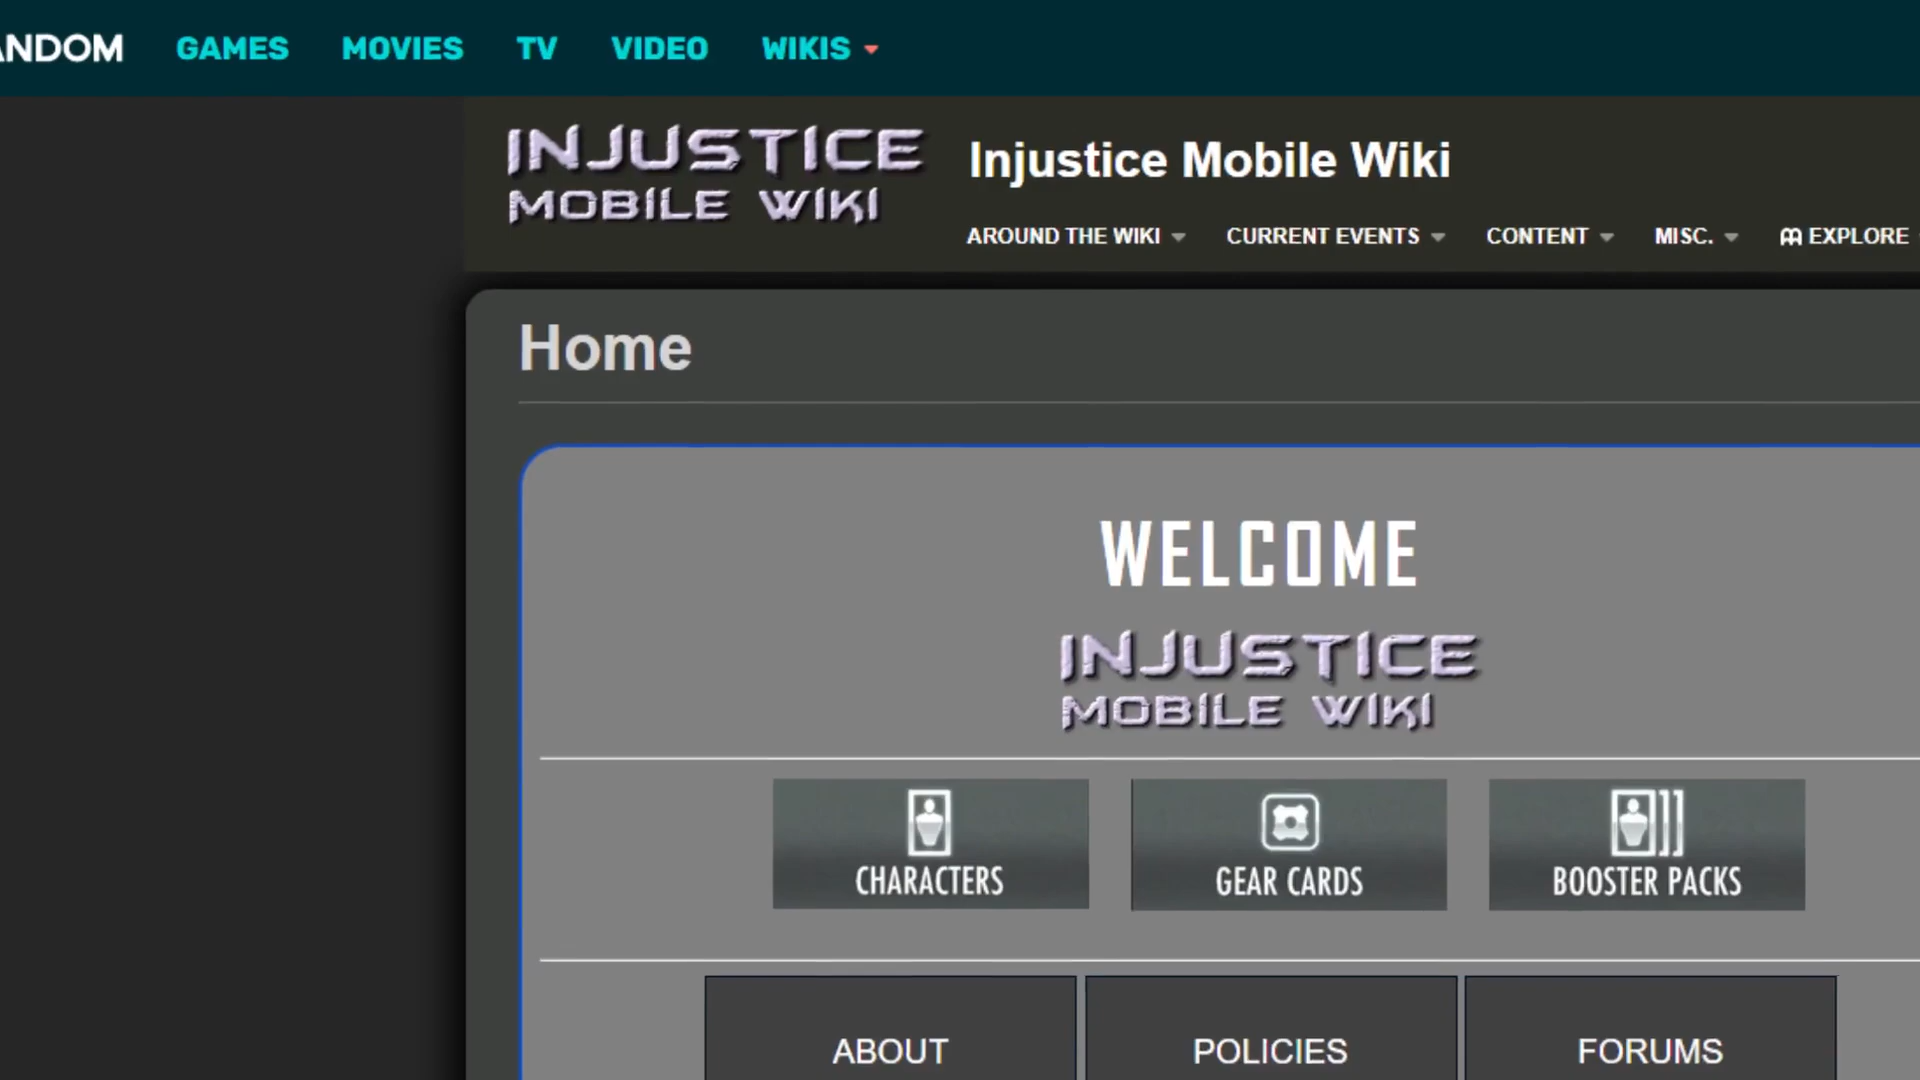 ANDOM GAMES MOVIES TV VIDEO WIKIS
INJUSTICE
MOBILE WIKI
Injustice Mobile Wiki
AROUND THE WIKI CURRENT EVENTS CONTENT MISC. EXPLORE
Home
WELCOME
INJUSTICE
MOBILE WIKI
CHARACTERS GEAR CARDS BOOSTER PACKS
ABOUT POLICIES FORUMS